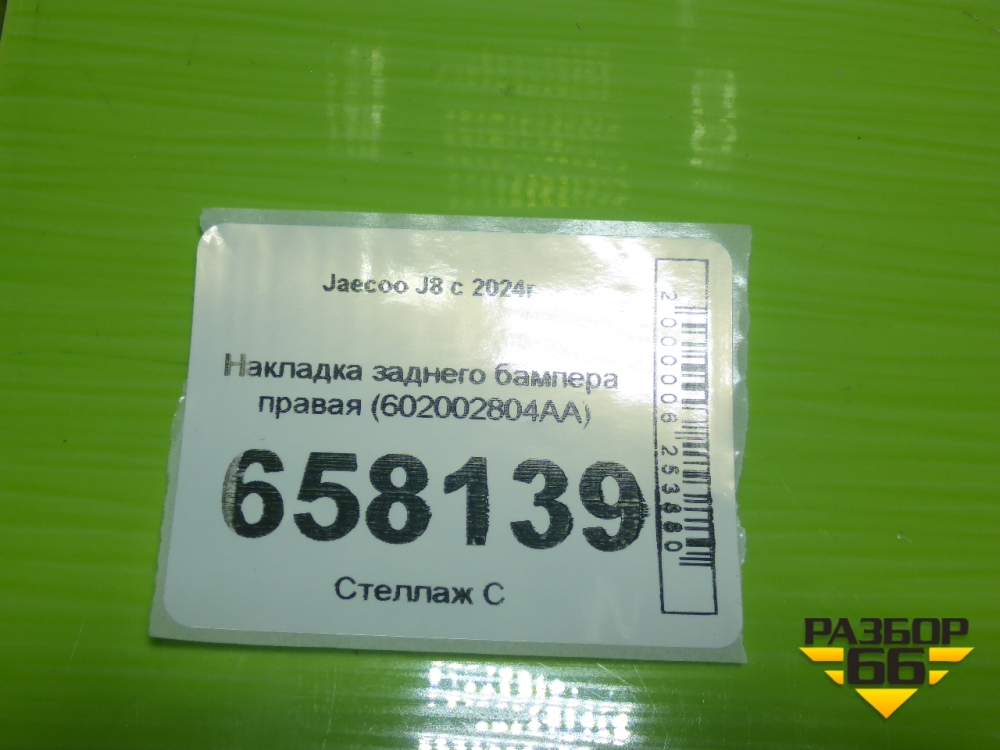 Jaecoo J8 с 2024г
Накладка заднего бампера
правая (602002804AA)
658139
Стеллаж С
2000006253880
РАЗБОР
66